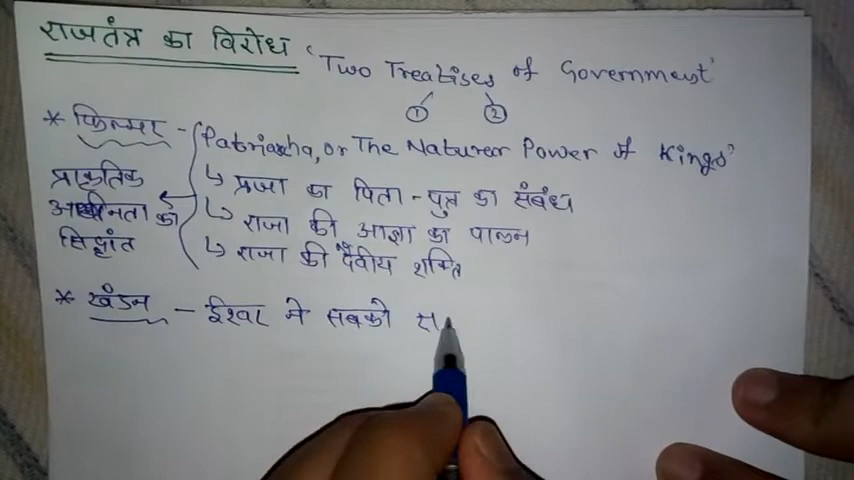 राजतंत्र का विरोध 'Two Treatises of Government'
① ②
* फिल्मर - Patriarcha, or The Naturer Power of Kings'
↳ प्रजा का पिता-पुत्र का संबंध
↳ राजा की आज्ञा का पालन
↳ राजा की दैवीय शक्ति
प्राकृतिक
अधीनता का
सिद्धांत
* खंडन - ईश्वर ने सबको स